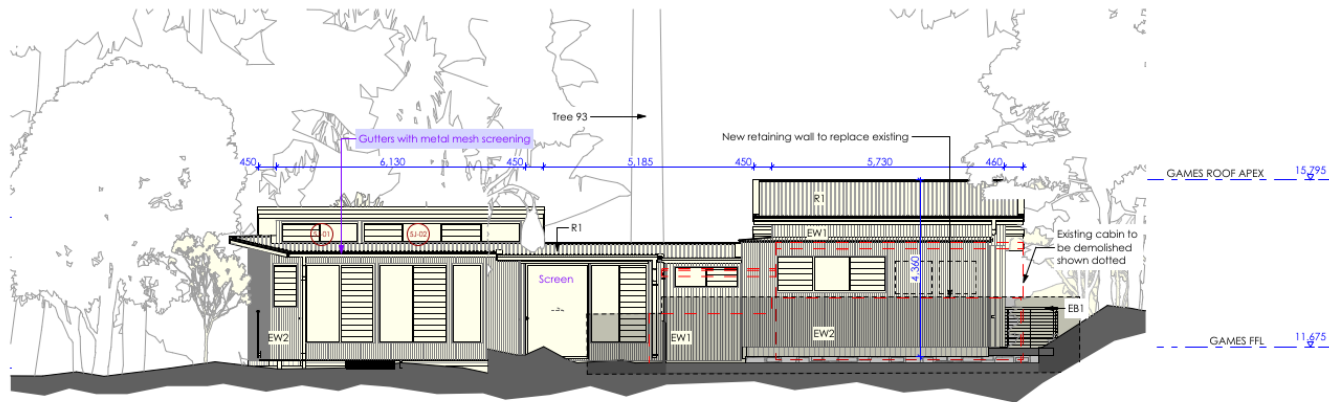 Tree 93
Gutters with metal mesh screening
New retaining wall to replace existing
450
6,130
450
5,185
450
5,730
460
GAMES ROOF APEX
15,795
R1
SJ-01
SJ-02
R1
EW1
Existing cabin to
be demolished
shown dotted
4,360
Screen
EB1
EW2
EW1
EW2
GAMES FFL
11,675